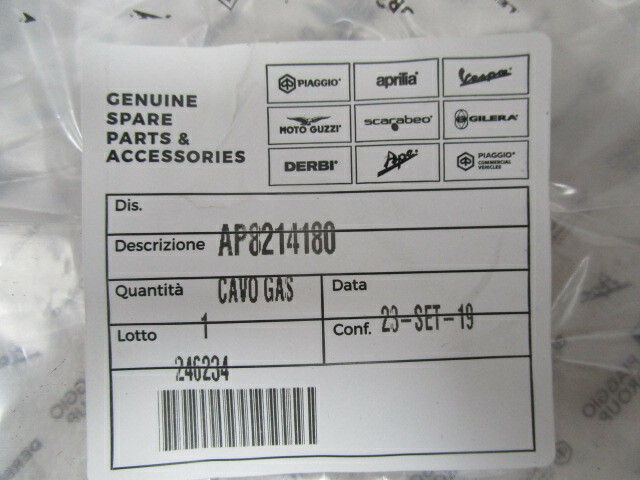 GENUINE
SPARE
PARTS &
ACCESSORIES
PIAGGIO® aprilia® Vespa®
MOTO GUZZI® scarabeo® GILERA®
DERBI® Ape PIAGGIO® COMMERCIAL VEHICLES
Dis.
Descrizione AP8214180
Quantità CAVO GAS Data
Lotto 1 Conf. 23-SET-19
246234
PIAGGIO